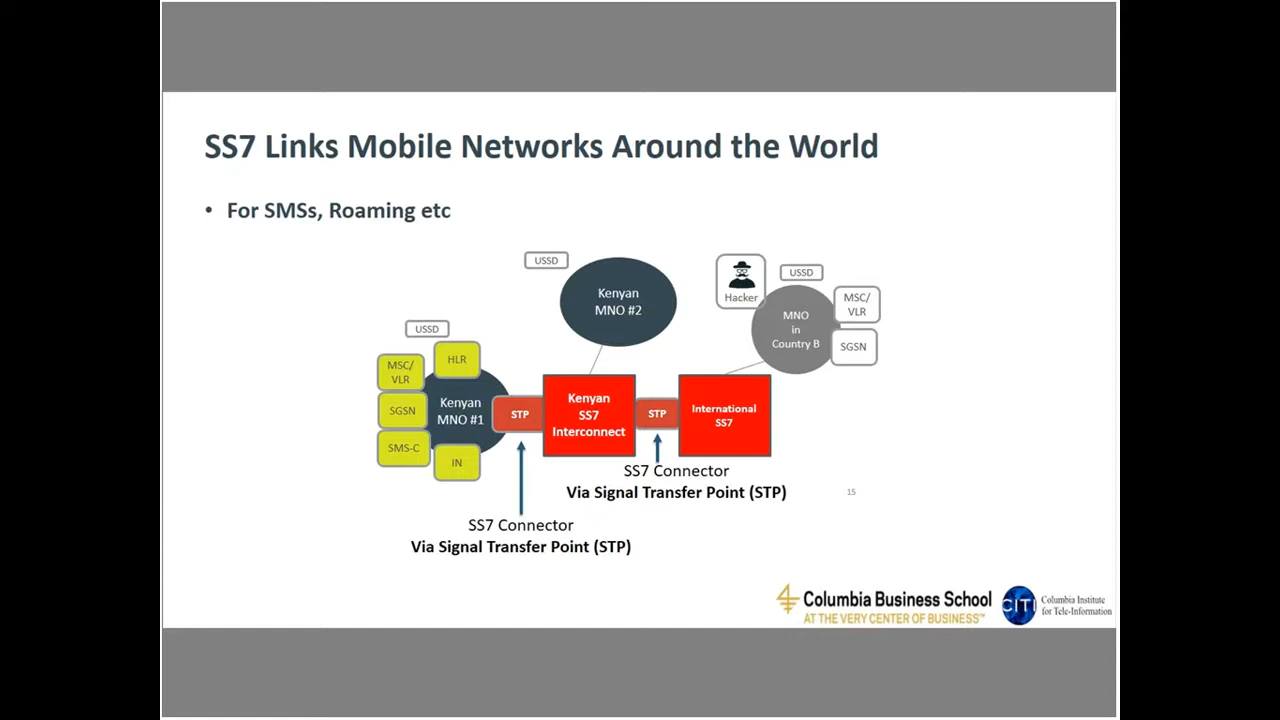 SS7 Links Mobile Networks Around the World
• For SMSs, Roaming etc
USSD
Kenyan
MNO #2
Hacker
USSD
MNO
in
Country B
MSC/
VLR
SGSN
USSD
MSC/
VLR
HLR
SGSN
Kenyan
MNO #1
SMS-C
IN
STP
Kenyan
SS7
Interconnect
STP
International
SS7
SS7 Connector
Via Signal Transfer Point (STP)
15
SS7 Connector
Via Signal Transfer Point (STP)
Columbia Business School
AT THE VERY CENTER OF BUSINESS™
CITI
Columbia Institute
for Tele-Information